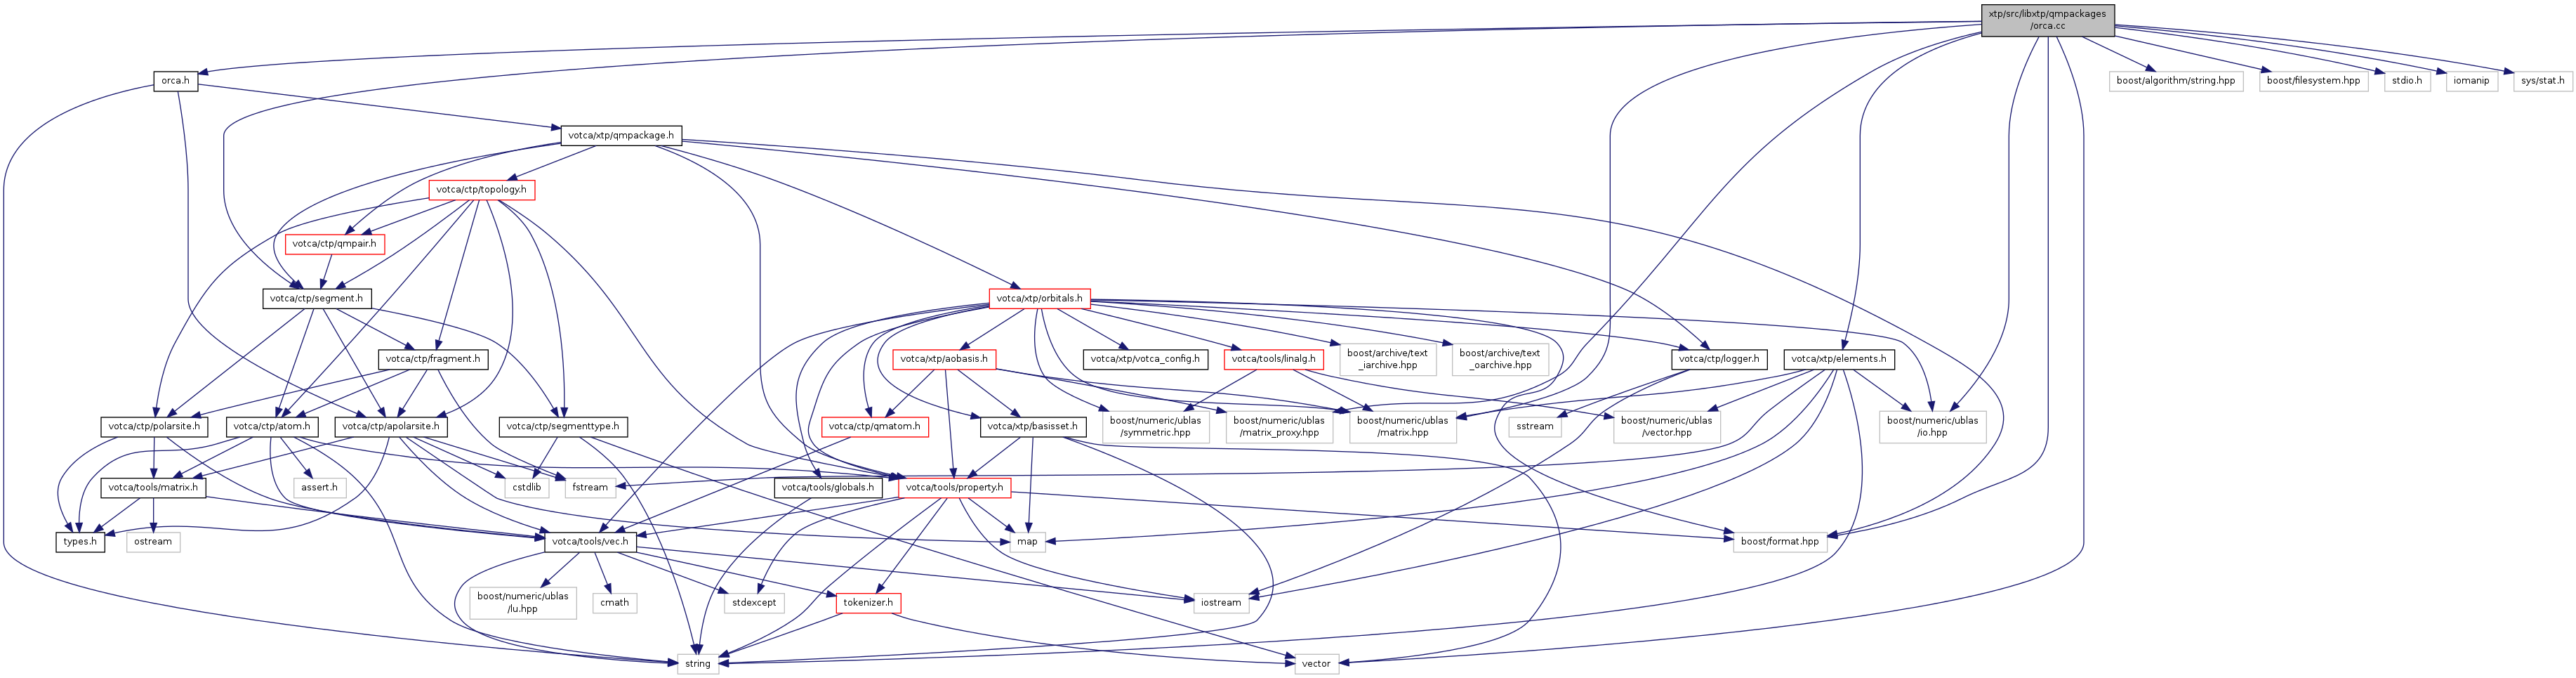 xtp/src/libxtp/qmpackages
/orca.cc
orca.h
boost/algorithm/string.hpp
boost/filesystem.hpp
stdio.h
iomanip
sys/stat.h
votca/xtp/qmpackage.h
votca/ctp/topology.h
votca/ctp/qmpair.h
votca/ctp/segment.h
votca/xtp/orbitals.h
votca/ctp/fragment.h
votca/xtp/aobasis.h
votca/xtp/votca_config.h
votca/tools/linalg.h
boost/archive/text
_iarchive.hpp
boost/archive/text
_oarchive.hpp
votca/ctp/logger.h
votca/xtp/elements.h
votca/ctp/polarsite.h
votca/ctp/atom.h
votca/ctp/apolarsite.h
votca/ctp/segmenttype.h
votca/ctp/qmatom.h
votca/xtp/basisset.h
boost/numeric/ublas
/symmetric.hpp
boost/numeric/ublas
/matrix_proxy.hpp
boost/numeric/ublas
/matrix.hpp
sstream
boost/numeric/ublas
/vector.hpp
boost/numeric/ublas
/io.hpp
votca/tools/matrix.h
assert.h
cstdlib
fstream
votca/tools/globals.h
votca/tools/property.h
types.h
ostream
votca/tools/vec.h
map
boost/format.hpp
boost/numeric/ublas
/lu.hpp
cmath
stdexcept
tokenizer.h
iostream
string
vector